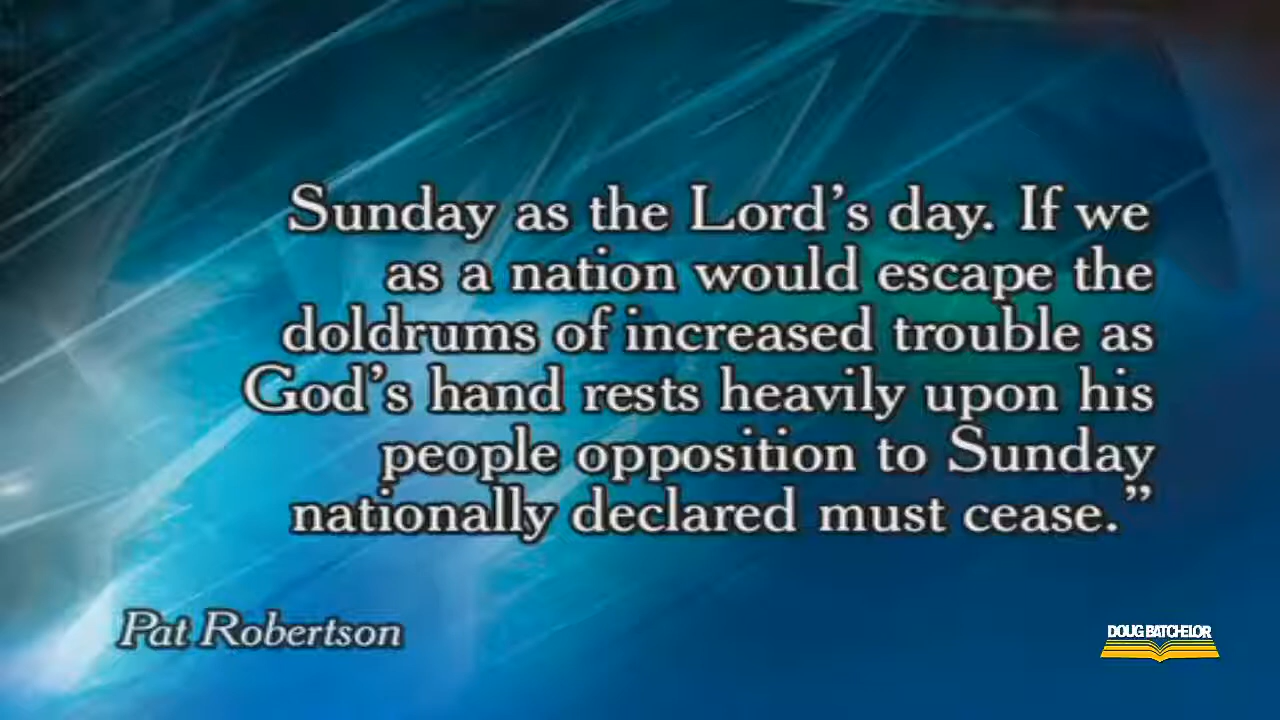 Sunday as the Lord's day. If we
as a nation would escape the
doldrums of increased trouble as
God's hand rests heavily upon his
people opposition to Sunday
nationally declared must cease.”
Pat Robertson
DOUG BATCHELOR